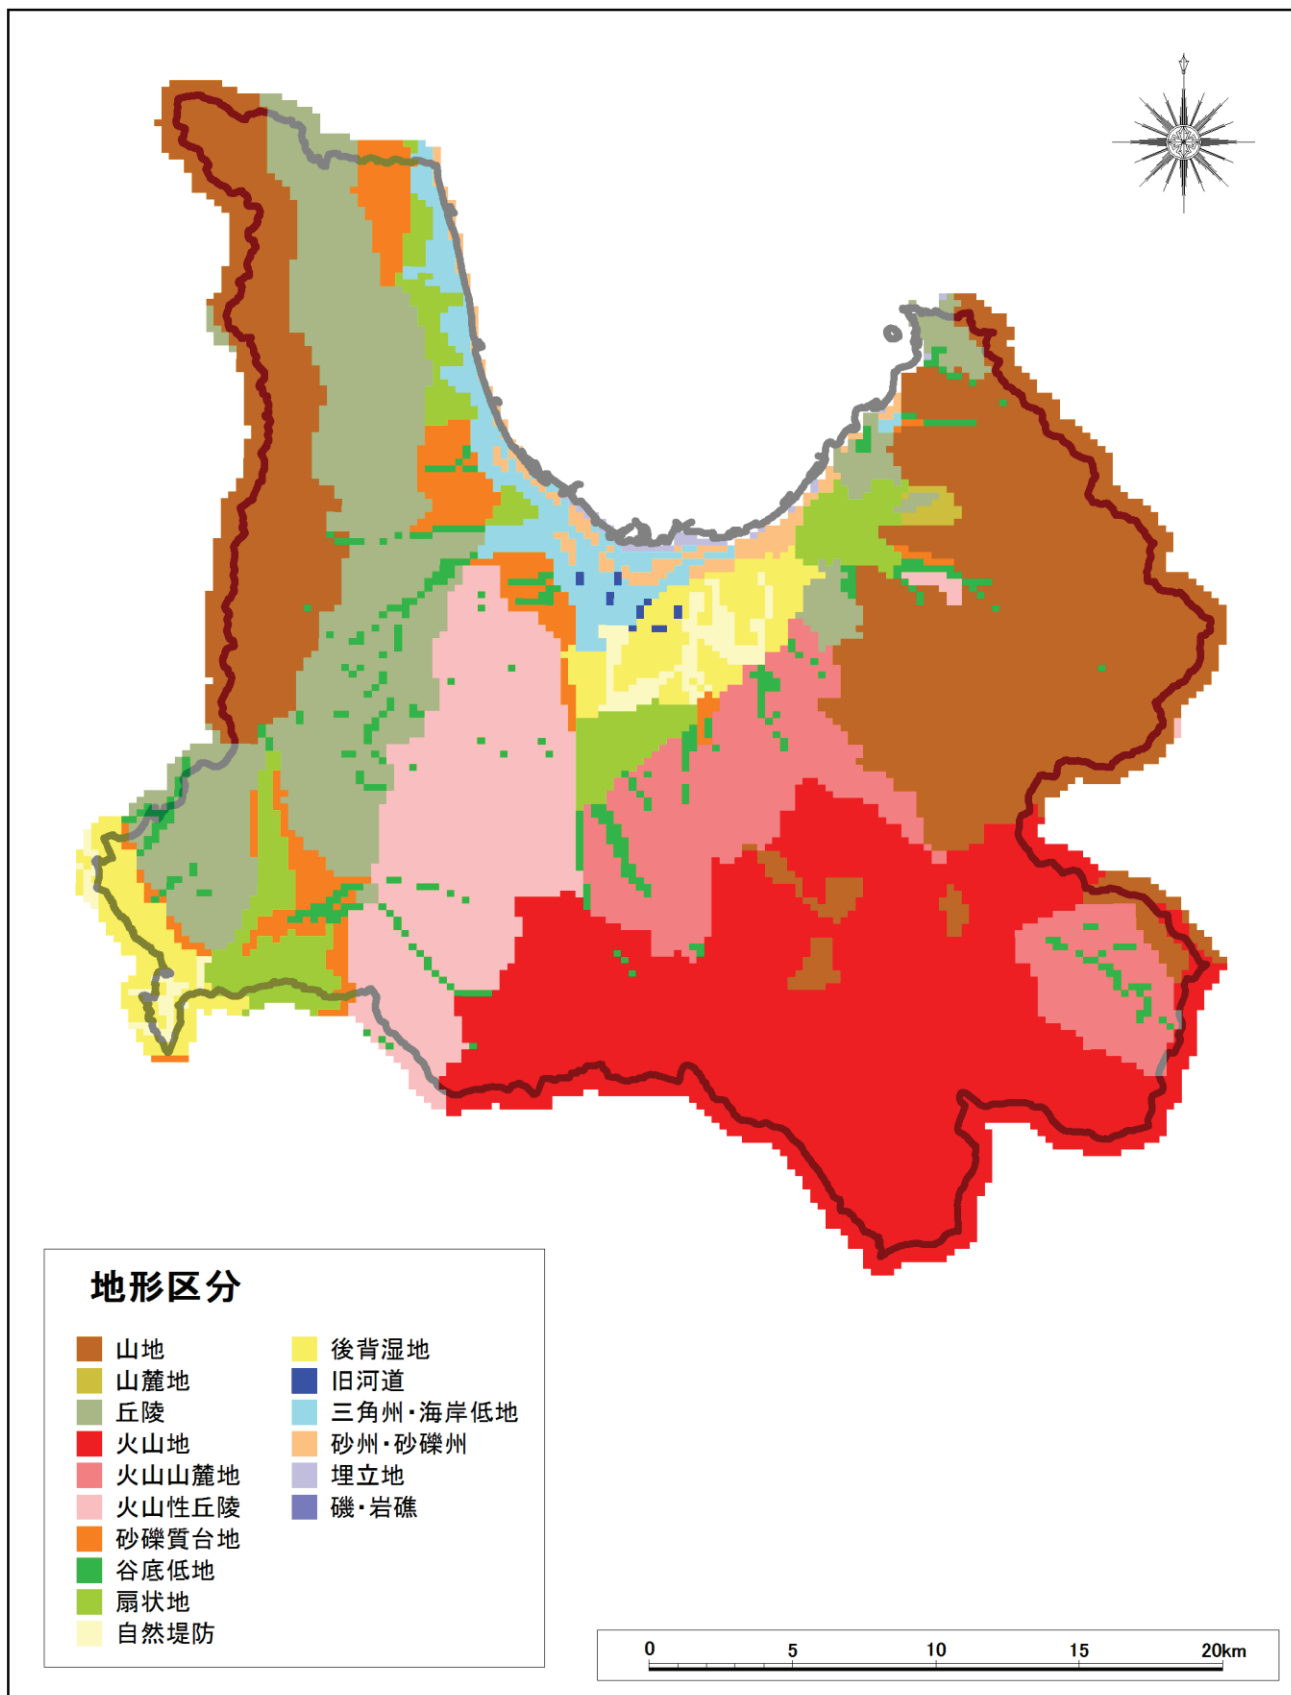 地形区分
山地
山麓地
丘陵
火山地
火山山麓地
火山性丘陵
砂礫質台地
谷底低地
扇状地
自然堤防
後背湿地
旧河道
三角州・海岸低地
砂州・砂礫州
埋立地
磯・岩礁
0 5 10 15 20km